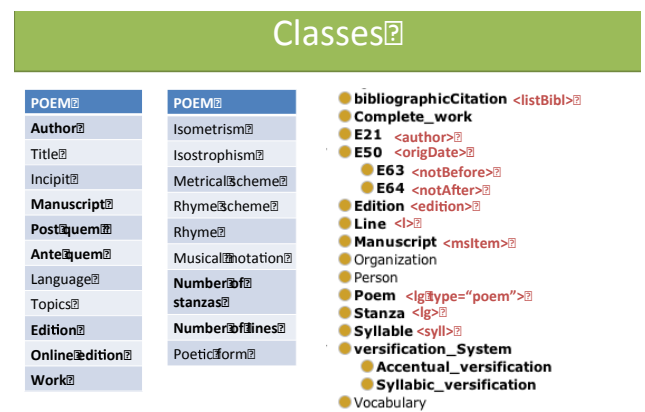 Classes
POEM
Author
Title
Incipit
Manuscript
Post quem
Ante quem
Language
Topics
Edition
Online edition
Work
POEM
Isometrism
Isostrophism
Metrical scheme
Rhyme scheme
Rhyme
Musical notation
Number of
stanzas
Number of lines
Poetic form
bibliographicCitation <listBibl>
Complete_work
E21 <author>
E50 <origDate>
E63 <notBefore>
E64 <notAfter>
Edition <edition>
Line <l>
Manuscript <msItem>
Organization
Person
Poem <lg type="poem">
Stanza <lg>
Syllable <syll>
versification_System
Accentual_versification
Syllabic_versification
Vocabulary